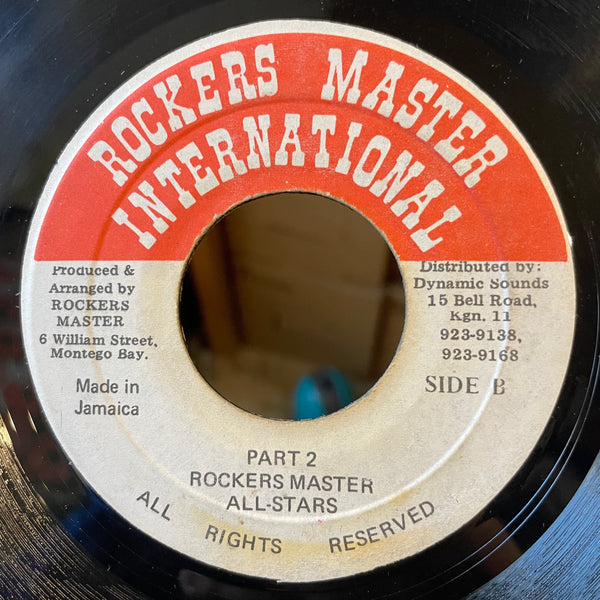 ROCKERS MASTER
INTERNATIONAL
Produced &
Arranged by
ROCKERS
MASTER
6 William Street,
Montego Bay.
Made in
Jamaica
Distributed by:
Dynamic Sounds
15 Bell Road,
Kgn. 11
923-9138,
923-9168
SIDE B
PART 2
ROCKERS MASTER
ALL-STARS
ALL RIGHTS RESERVED